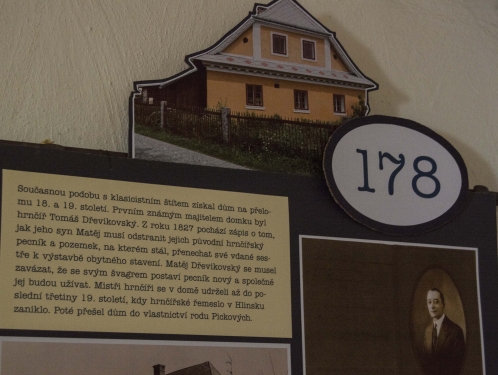 178
Současnou podobu s klasicistním štítem získal dům na přelo-
mu 18. a 19. století. Prvním známým majitelem domku byl
hrnčíř Tomáš Dřevikovský. Z roku 1827 pochází zápis o tom,
jak jeho syn Matěj musí odstranit jejich původní hrnčířský
pecník a pozemek, na kterém stál, přenechat své vdané ses-
tře k výstavbě obytného stavení. Matěj Dřevikovský se musel
zavázat, že se svým švagrem postaví pecník nový a společně
jej budou užívat. Mistři hrnčíři se v domě udrželi až do po-
slední třetiny 19. století, kdy hrnčířské řemeslo v Hlinsku
zaniklo. Poté přešel dům do vlastnictví rodu Pickových.